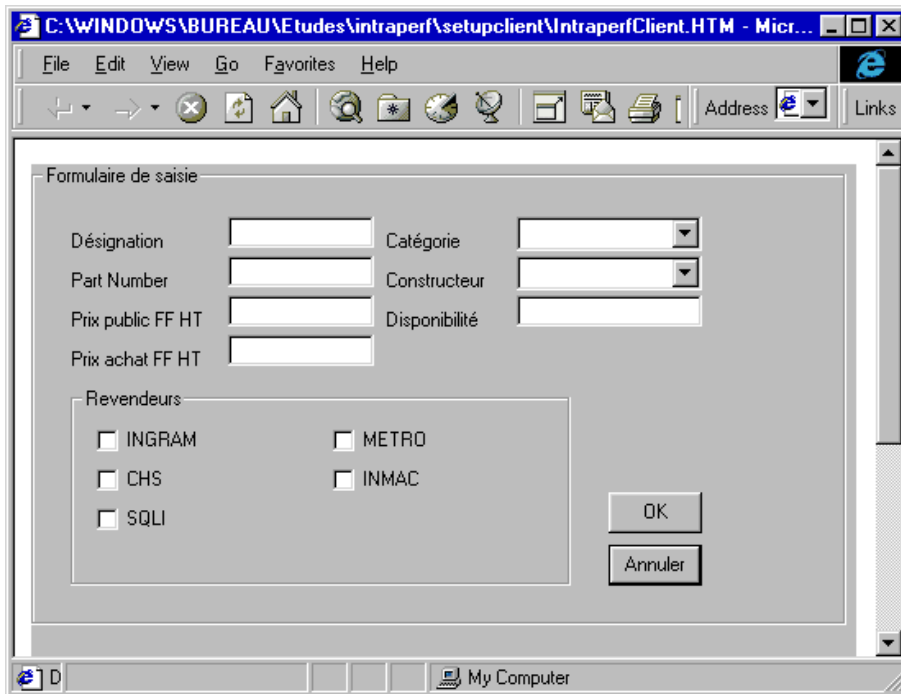 C:\WINDOWS\BUREAU\Etudes\intraperf\setupclient\IntraperfClient.HTM - Micr...
File Edit View Go Favorites Help
Address Links
Formulaire de saisie
Désignation Catégorie
Part Number Constructeur
Prix public FF HT Disponibilité
Prix achat FF HT
Revendeurs
INGRAM METRO
CHS INMAC
SQLI
OK
Annuler
D My Computer